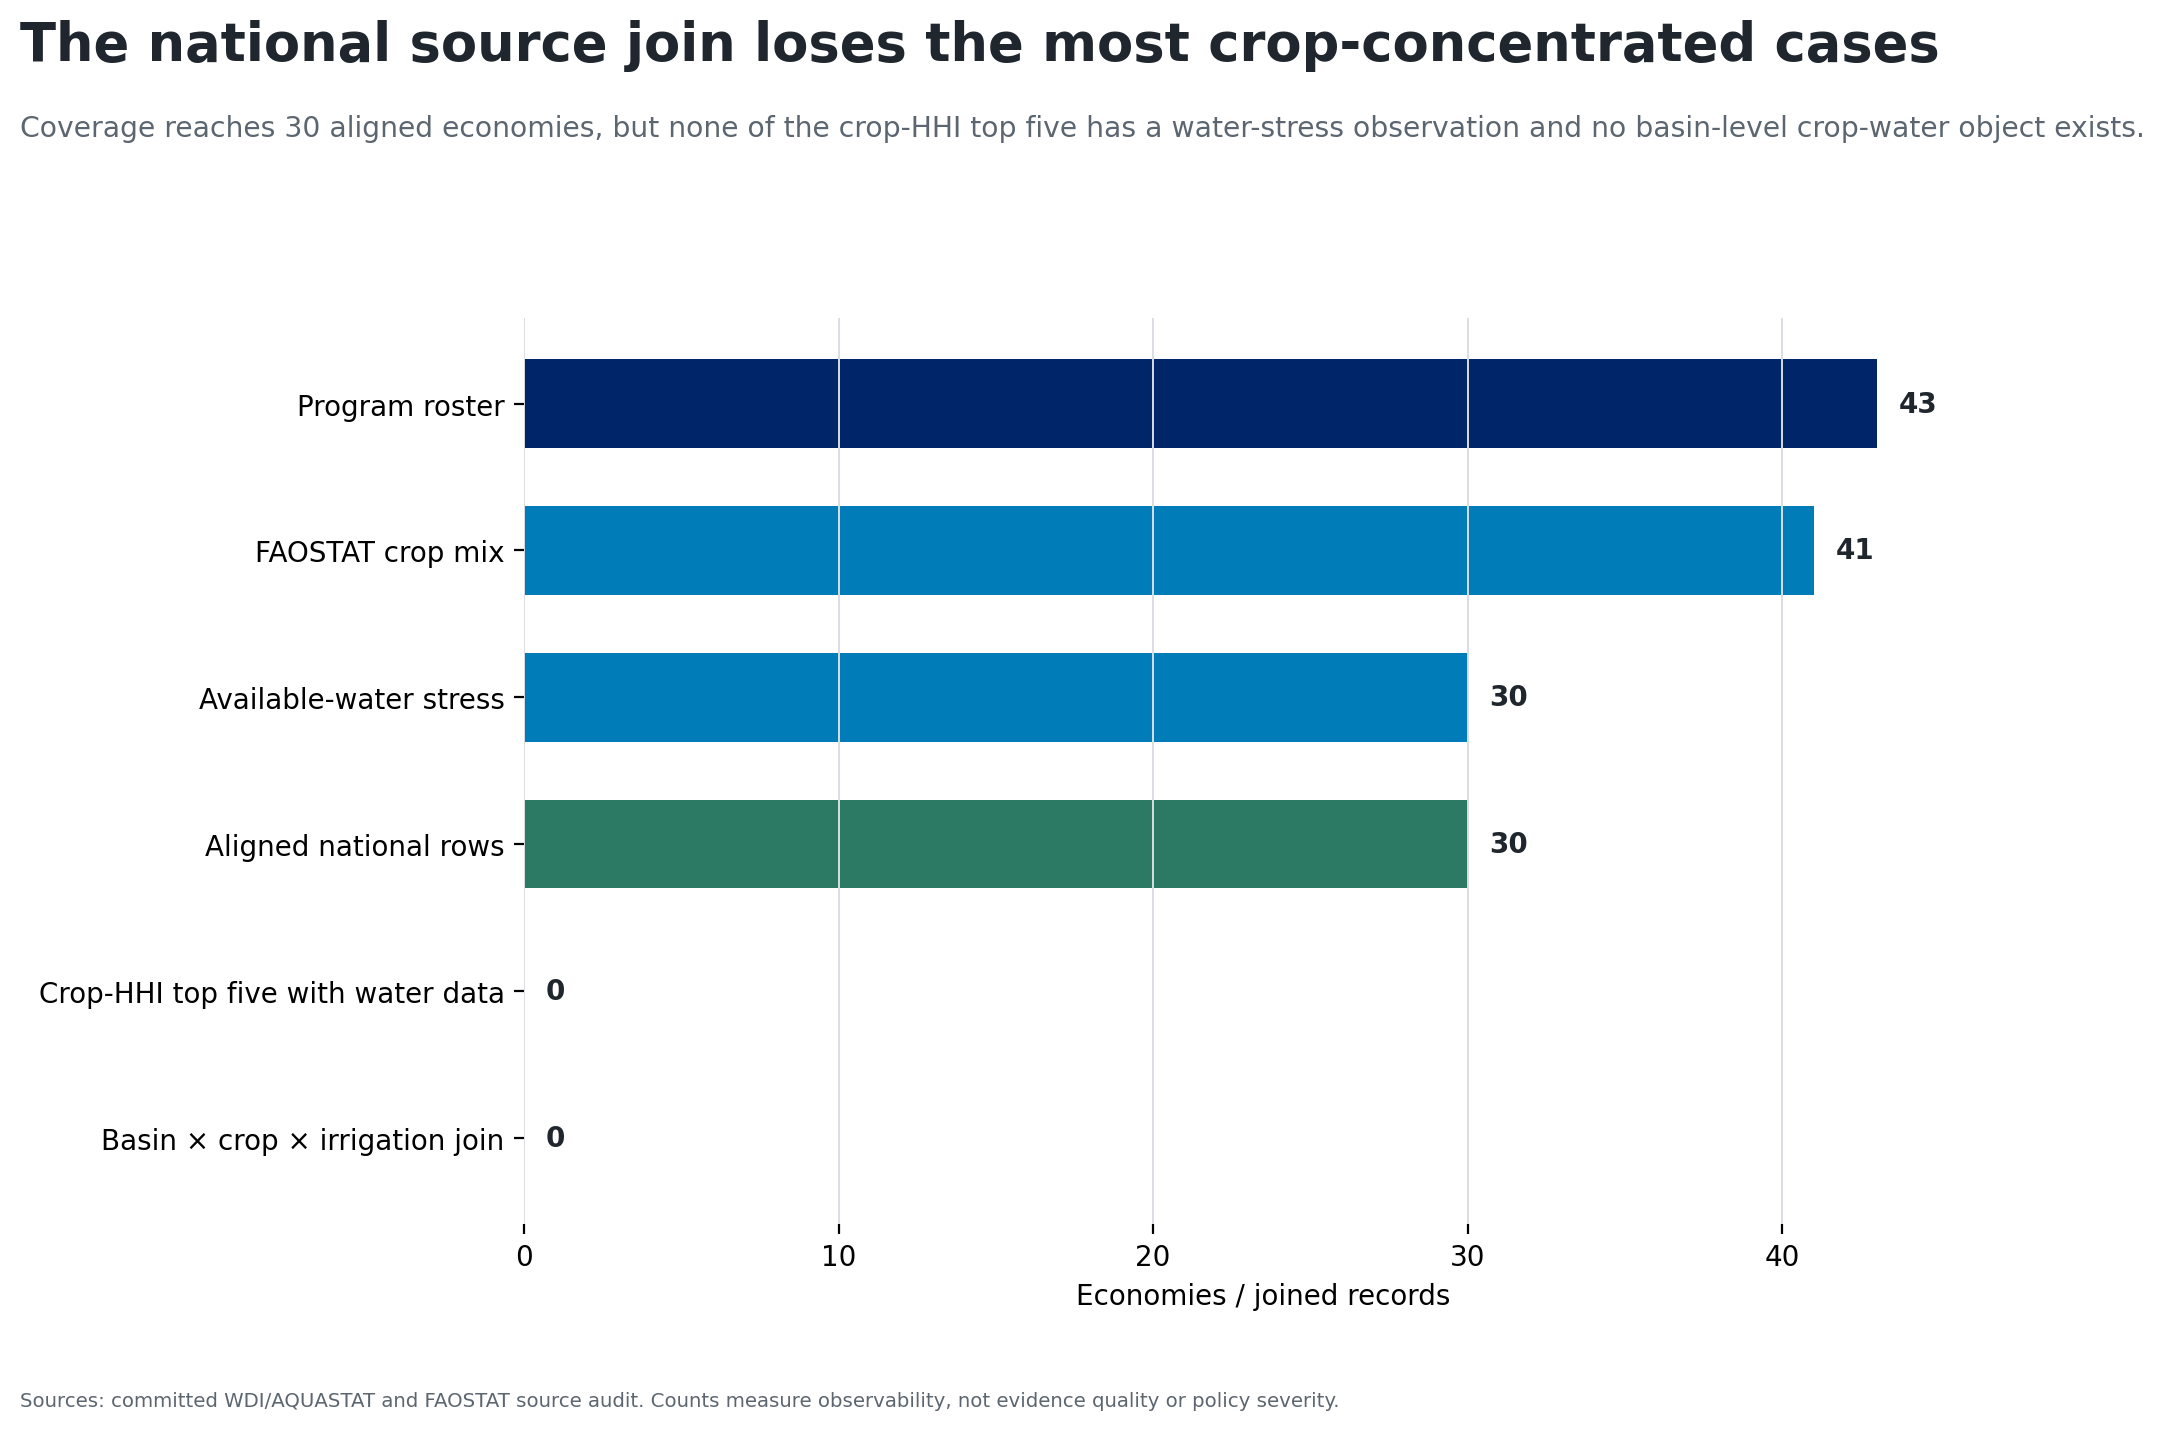 The national source join loses the most crop-concentrated cases
Coverage reaches 30 aligned economies, but none of the crop-HHI top five has a water-stress observation and no basin-level crop-water object exists.
Program roster
43
FAOSTAT crop mix
41
Available-water stress
30
Aligned national rows
30
Crop-HHI top five with water data
0
Basin × crop × irrigation join
0
0 10 20 30 40
Economies / joined records
Sources: committed WDI/AQUASTAT and FAOSTAT source audit. Counts measure observability, not evidence quality or policy severity.